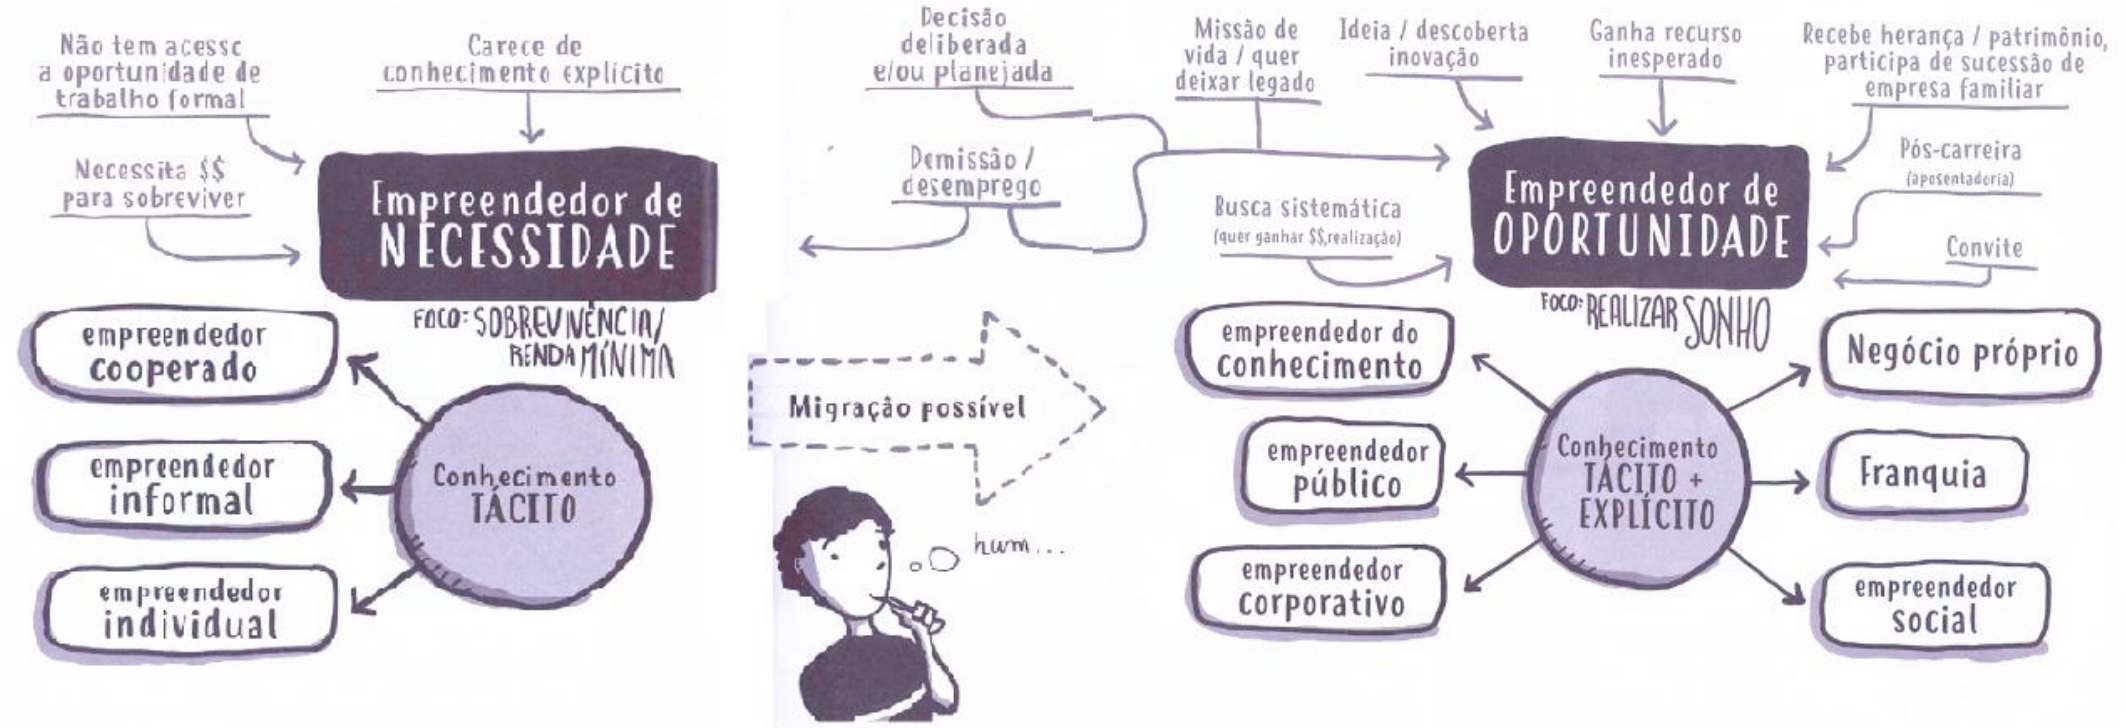 Não tem acesso
a oportunidade de
trabalho formal
Carece de
conhecimento explícito
Necessita $$
para sobreviver
Empreendedor de
NECESSIDADE
FOCO: SOBREVIVÊNCIA/
RENDA MÍNIMA
empreendedor
cooperado
empreendedor
informal
empreendedor
individual
Conhecimento
TÁCITO
Decisão
deliberada
e/ou planejada
Demissão /
desemprego
Migração possível
hum...
Missão de
vida / quer
deixar legado
Ideia / descoberta
inovação
Ganha recurso
inesperado
Recebe herança / patrimônio,
participa de sucessão de
empresa familiar
Busca sistemática
(quer ganhar $$,realização)
Pós-carreira
(aposentadoria)
Convite
Empreendedor de
OPORTUNIDADE
FOCO: REALIZAR SONHO
empreendedor do
conhecimento
empreendedor
público
empreendedor
corporativo
Conhecimento
TÁCITO +
EXPLÍCITO
Negócio próprio
Franquia
empreendedor
social